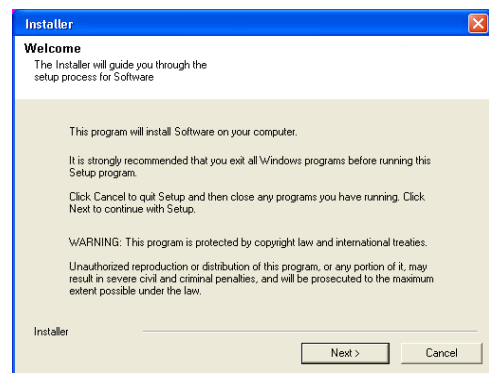 Installer
Welcome
The Installer will guide you through the
setup process for Software
This program will install Software on your computer.
It is strongly recommended that you exit all Windows programs before running this
Setup program.
Click Cancel to quit Setup and then close any programs you have running. Click
Next to continue with Setup.
WARNING: This program is protected by copyright law and international treaties.
Unauthorized reproduction or distribution of this program, or any portion of it, may
result in severe civil and criminal penalties, and will be prosecuted to the maximum
extent possible under the law.
Installer
Next >
Cancel